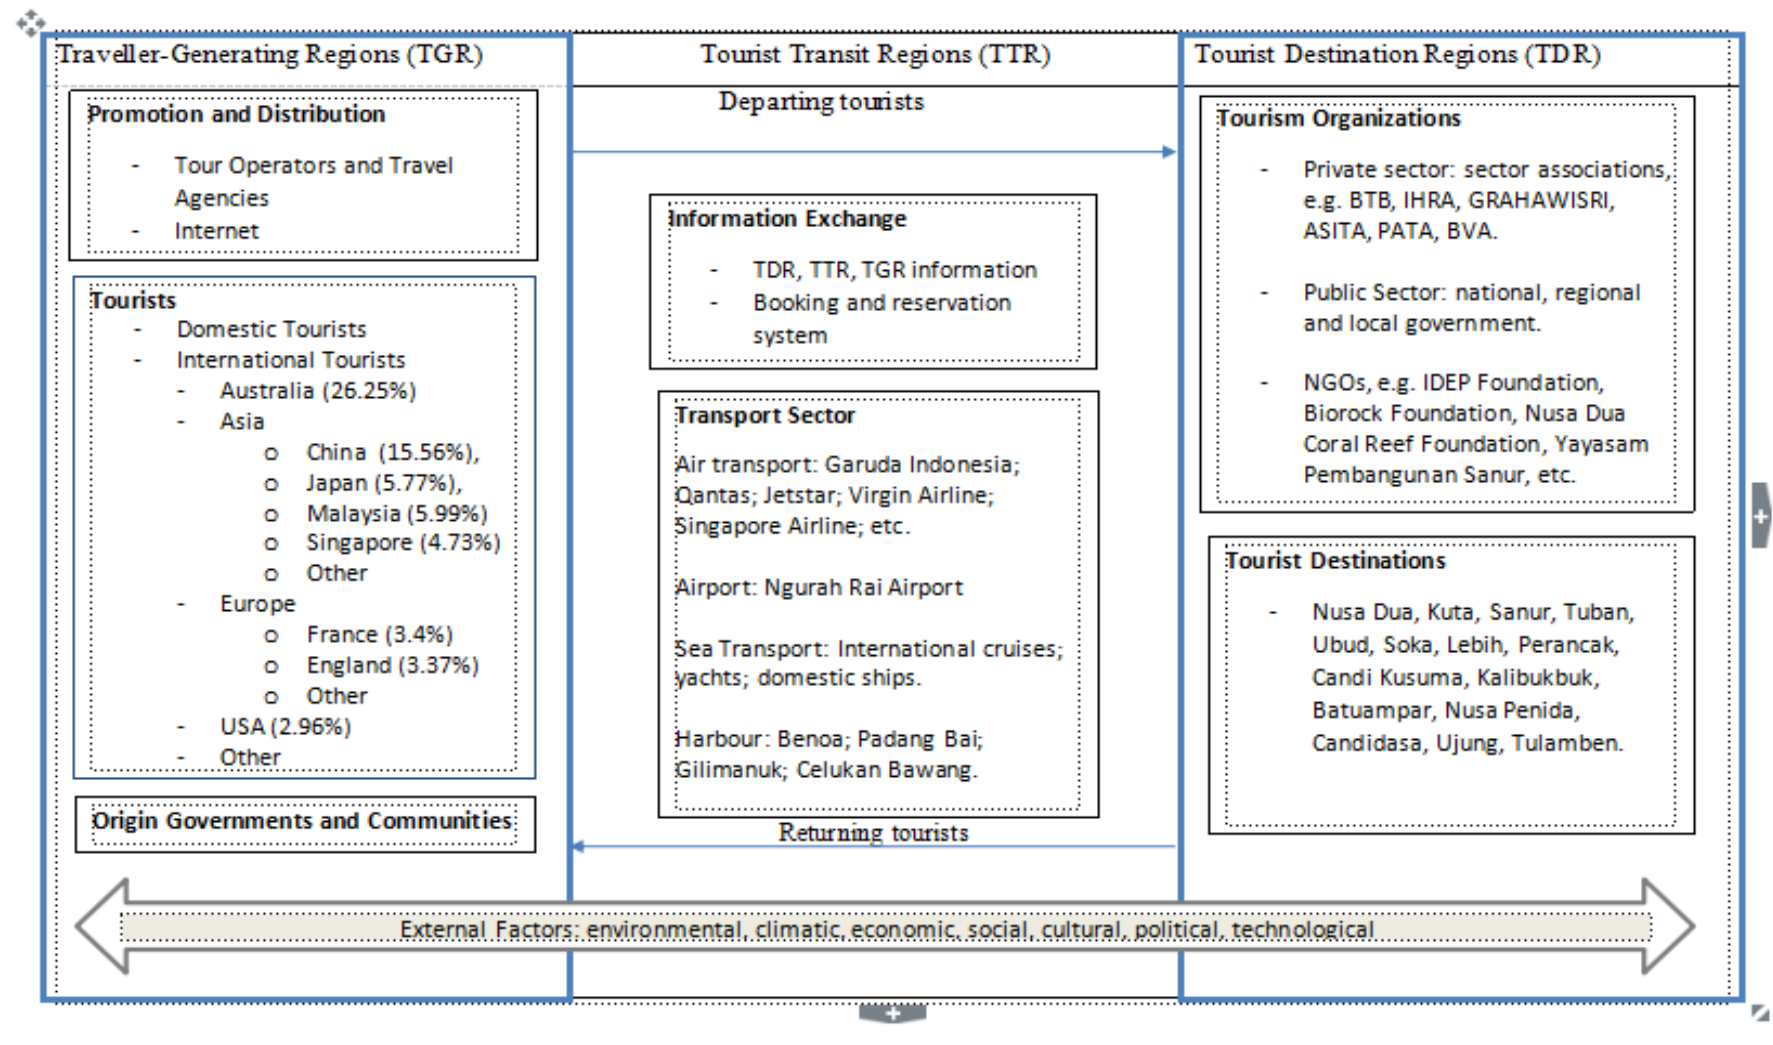 Traveller-Generating Regions (TGR)
Promotion and Distribution
- Tour Operators and Travel
Agencies
- Internet
Tourists
- Domestic Tourists
- International Tourists
- Australia (26.25%)
- Asia
o China (15.56%),
o Japan (5.77%),
o Malaysia (5.99%)
o Singapore (4.73%)
o Other
- Europe
o France (3.4%)
o England (3.37%)
o Other
- USA (2.96%)
- Other
Origin Governments and Communities
Tourist Transit Regions (TTR)
Departing tourists
Information Exchange
- TDR, TTR, TGR information
- Booking and reservation
system
Transport Sector
Air transport: Garuda Indonesia;
Qantas; Jetstar; Virgin Airline;
Singapore Airline; etc.
Airport: Ngurah Rai Airport
Sea Transport: International cruises;
yachts; domestic ships.
Harbour: Benoa; Padang Bai;
Gilimanuk; Celukan Bawang.
Returning tourists
Tourist Destination Regions (TDR)
Tourism Organizations
- Private sector: sector associations,
e.g. BTB, IHRA, GRAHAWISRI,
ASITA, PATA, BVA.
- Public Sector: national, regional
and local government.
- NGOs, e.g. IDEP Foundation,
Biorock Foundation, Nusa Dua
Coral Reef Foundation, Yayasam
Pembangunan Sanur, etc.
Tourist Destinations
- Nusa Dua, Kuta, Sanur, Tuban,
Ubud, Soka, Lebih, Perancak,
Candi Kusuma, Kalibukbuk,
Batuampar, Nusa Penida,
Candidasa, Ujung, Tulamben.
External Factors: environmental, climatic, economic, social, cultural, political, technological